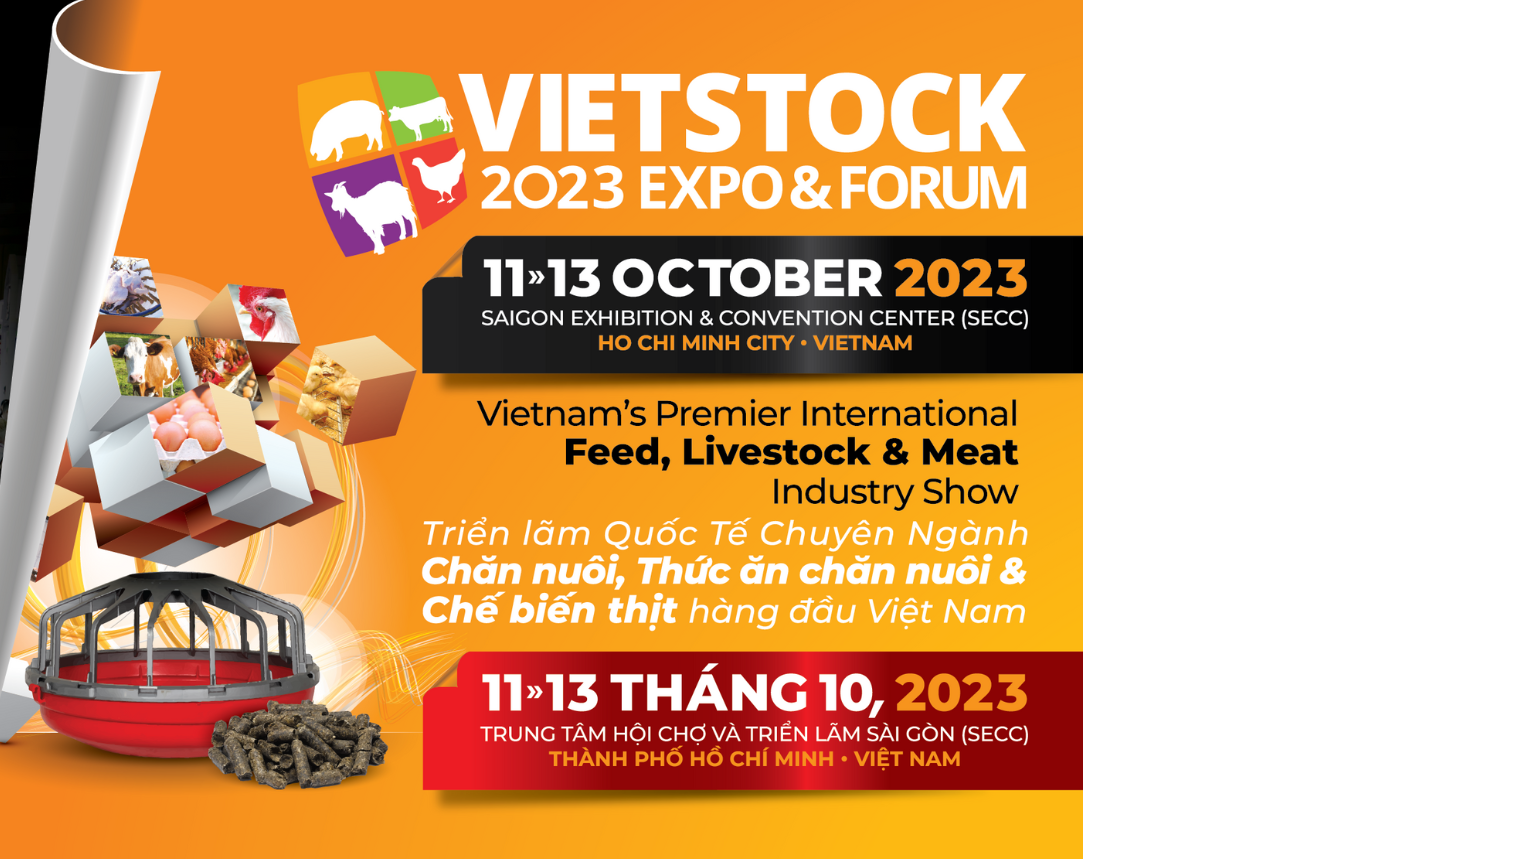 VIETSTOCK
2023 EXPO & FORUM
11»13 OCTOBER 2023
SAIGON EXHIBITION & CONVENTION CENTER (SECC)
HO CHI MINH CITY • VIETNAM
Vietnam's Premier International
Feed, Livestock & Meat
Industry Show
Triển lãm Quốc Tế Chuyên Ngành
Chăn nuôi, Thức ăn chăn nuôi &
Chế biến thịt hàng đầu Việt Nam
11»13 THÁNG 10, 2023
TRUNG TÂM HỘI CHỢ VÀ TRIỂN LÃM SÀI GÒN (SECC)
THÀNH PHỐ HỒ CHÍ MINH • VIỆT NAM